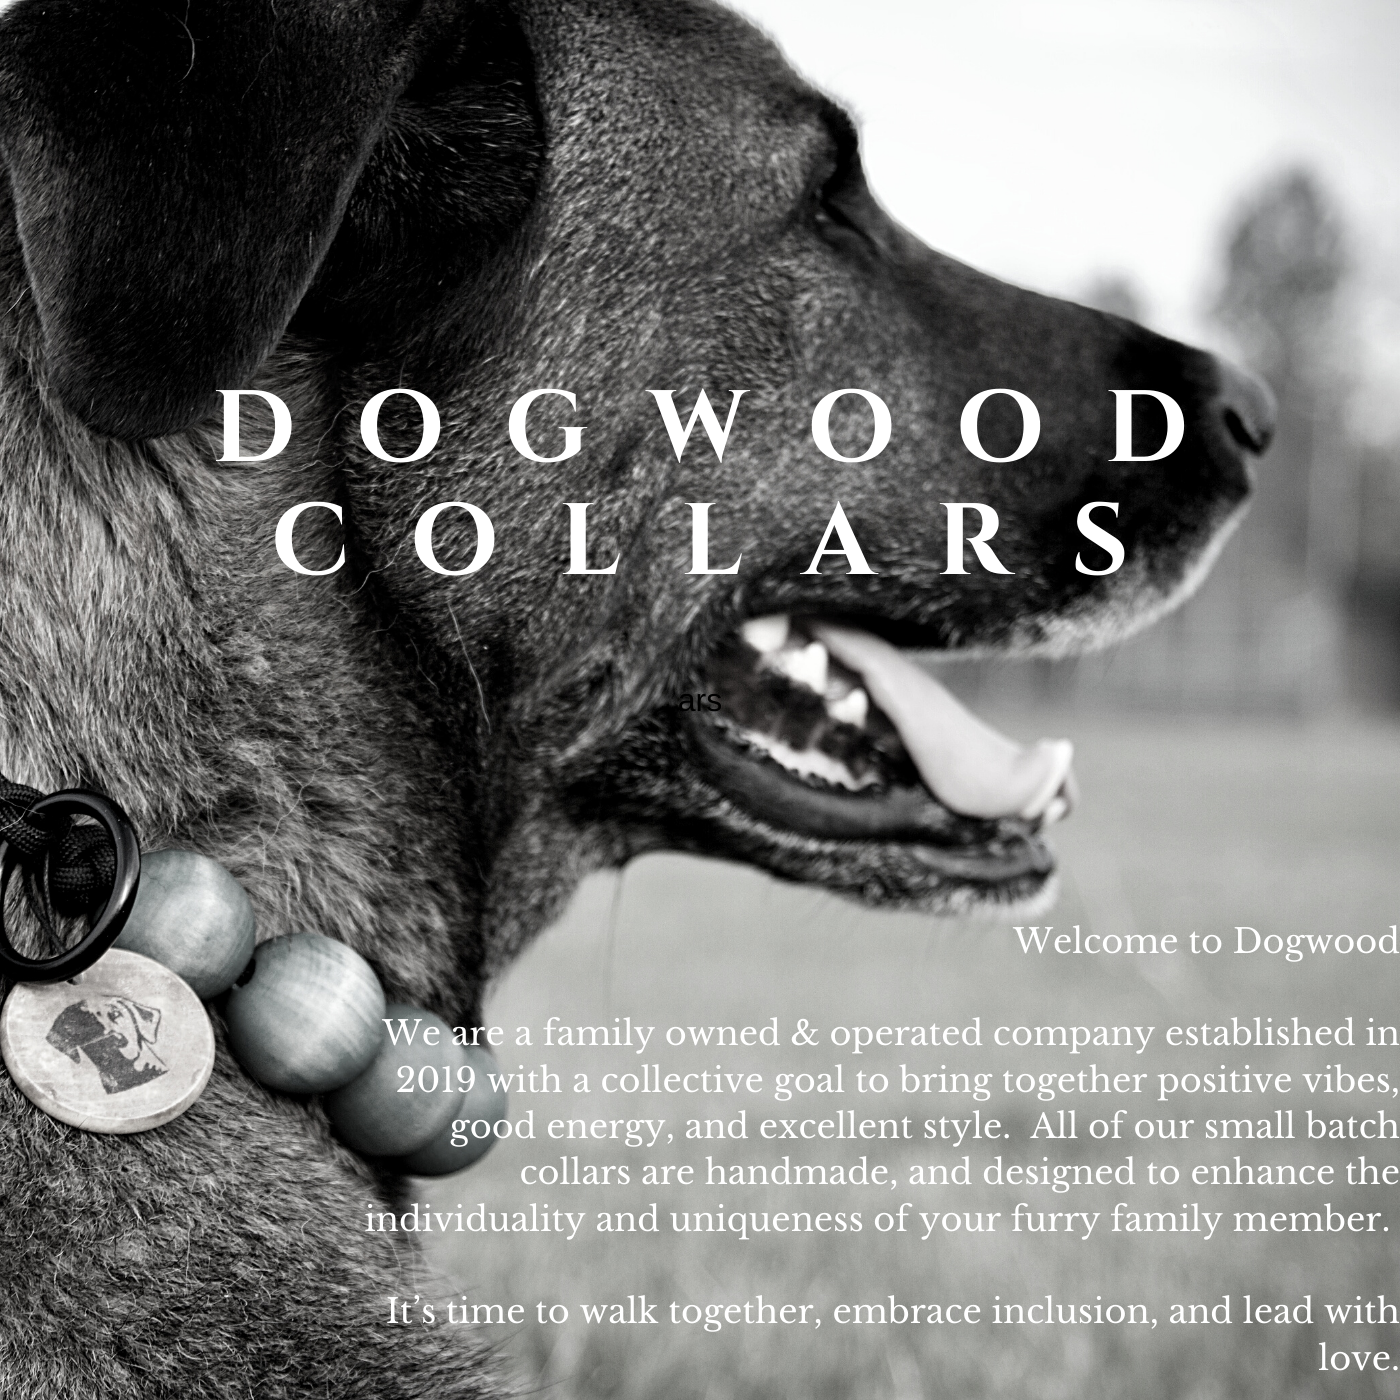 DOGWOOD
COLLARS
ars
Welcome to Dogwood
We are a family owned & operated company established in
2019 with a collective goal to bring together positive vibes,
good energy, and excellent style.  All of our small batch
collars are handmade, and designed to enhance the
individuality and uniqueness of your furry family member.
It’s time to walk together, embrace inclusion, and lead with
love.